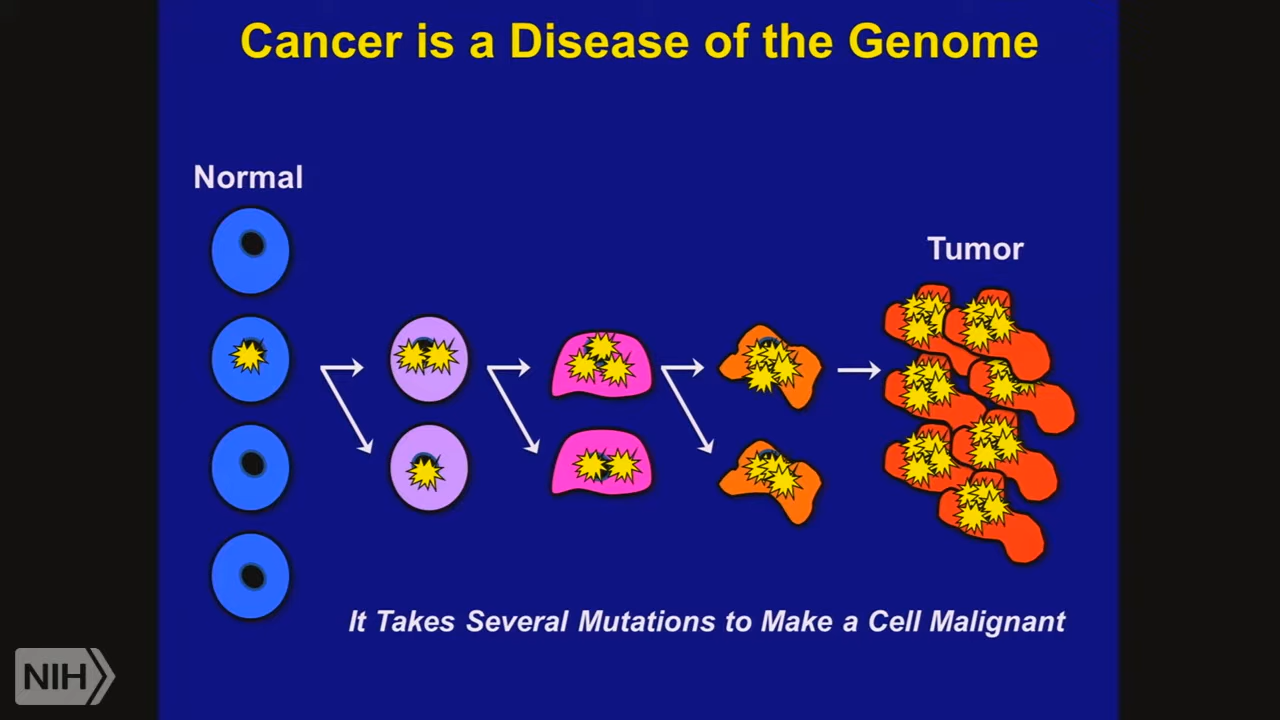 Cancer is a Disease of the Genome
Normal
Tumor
It Takes Several Mutations to Make a Cell Malignant
NIH